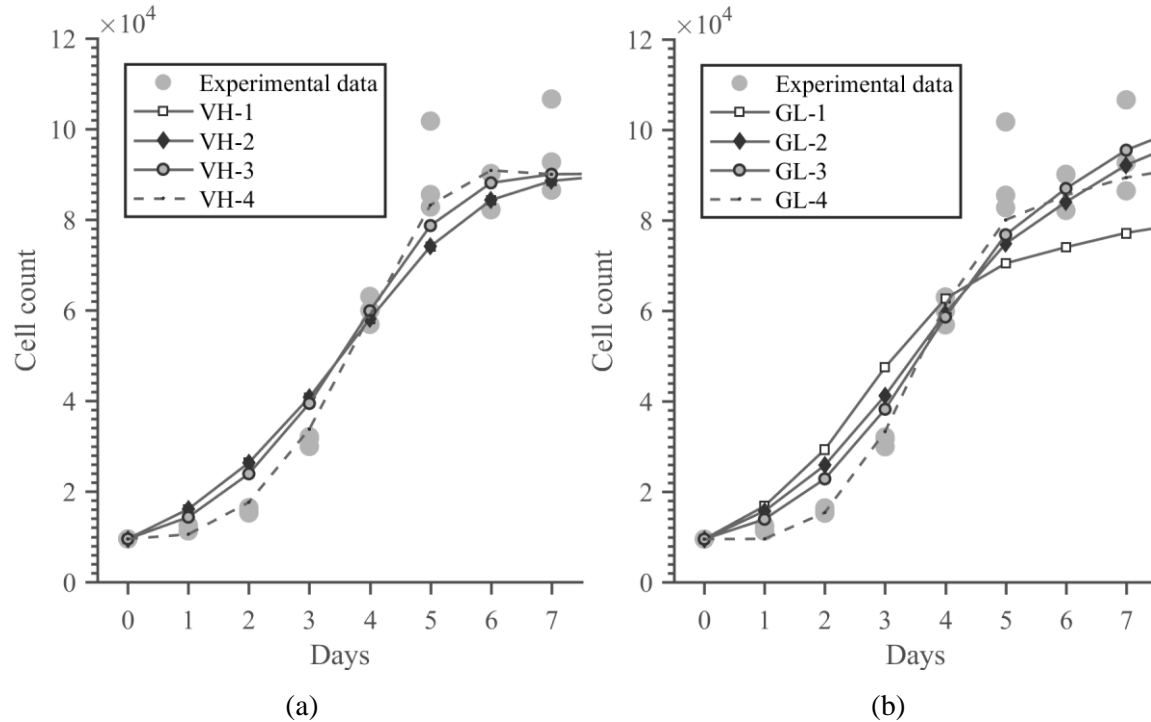 ×10⁴
12
10
8
6
4
2
0
Cell count
Experimental data
VH-1
VH-2
VH-3
VH-4
0 1 2 3 4 5 6 7
Days
(a)
×10⁴
12
10
8
6
4
2
0
Cell count
Experimental data
GL-1
GL-2
GL-3
GL-4
0 1 2 3 4 5 6 7
Days
(b)